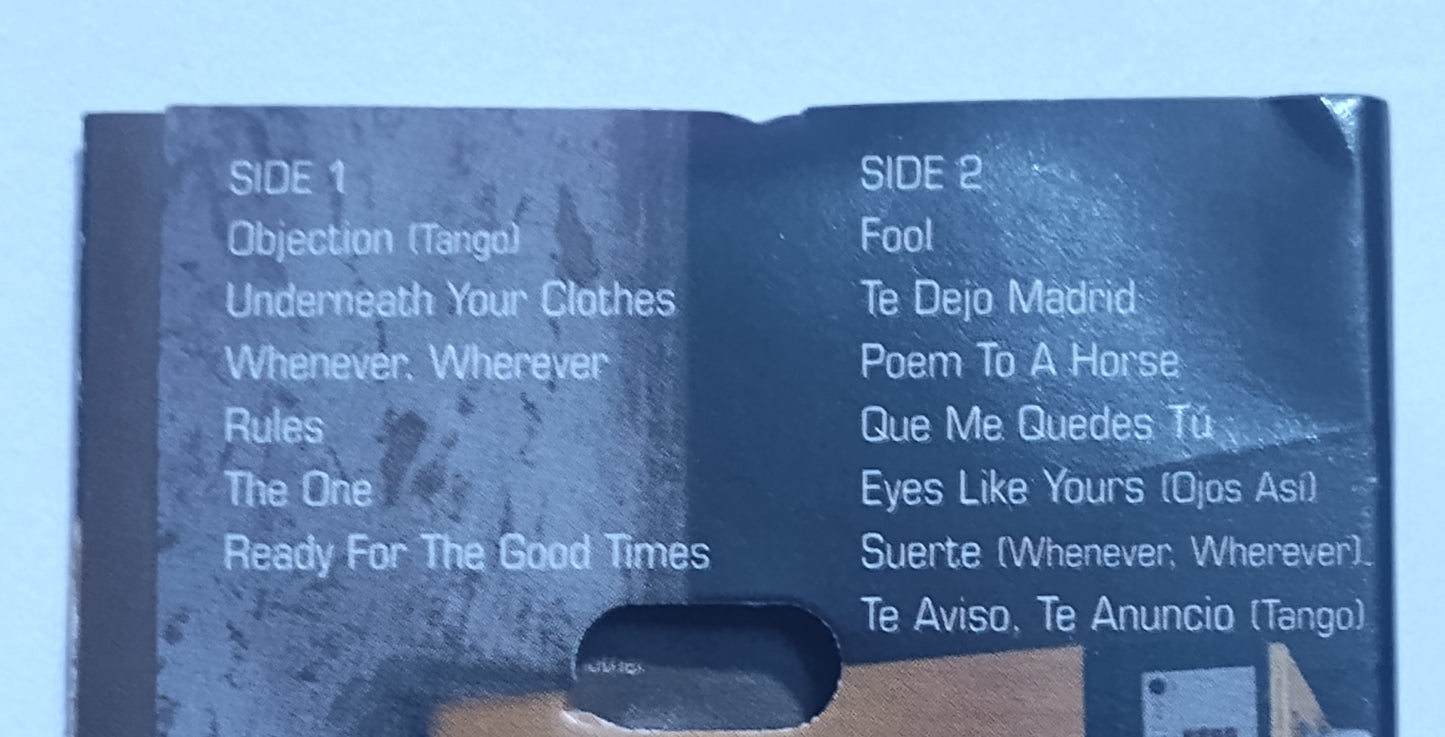 SIDE 1
Objection (Tango)
Underneath Your Clothes
Whenever, Wherever
Rules
The One
Ready For The Good Times
SIDE 2
Fool
Te Dejo Madrid
Poem To A Horse
Que Me Quedes Tú
Eyes Like Yours (Ojos Así)
Suerte (Whenever, Wherever)
Te Aviso, Te Anuncio (Tango)